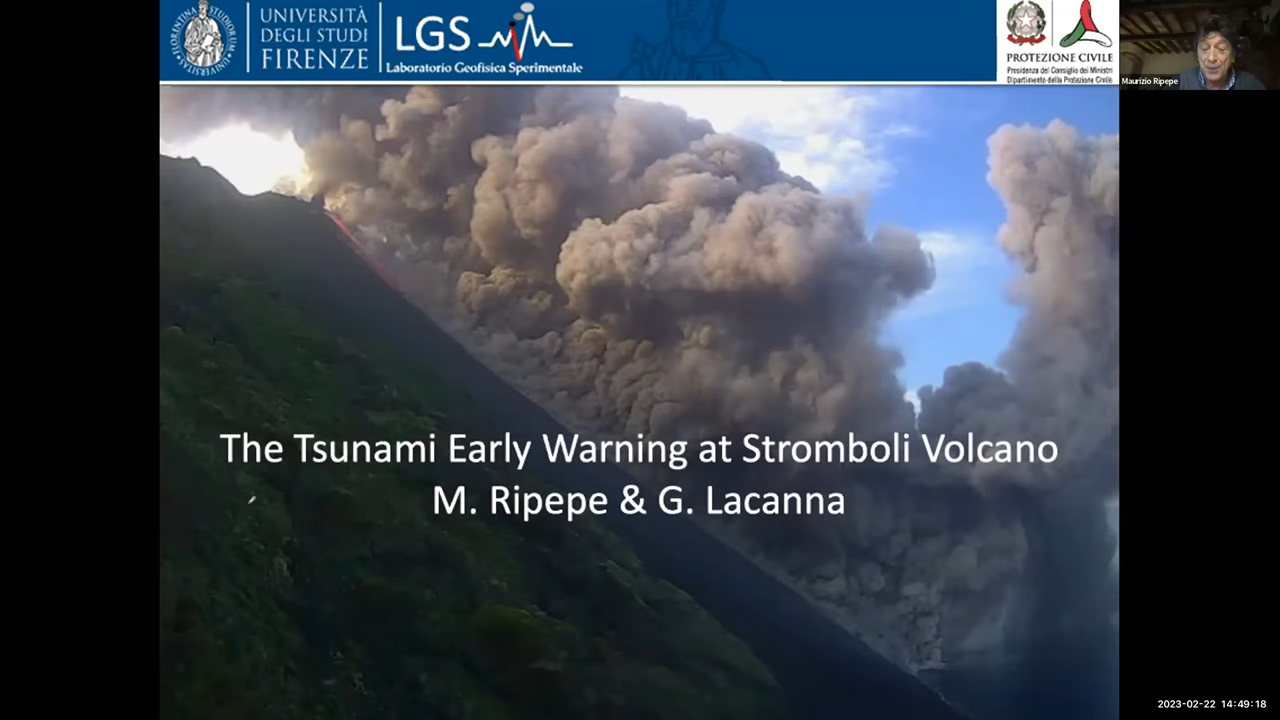 UNIVERSITÀ
DEGLI STUDI
FIRENZE
LGS
Laboratorio Geofisica Sperimentale
PROTEZIONE CIVILE
Presidenza del Consiglio dei Ministri
Dipartimento della Protezione Civile
Maurizio Ripepe
The Tsunami Early Warning at Stromboli Volcano
M. Ripepe & G. Lacanna
2023-02-22 14:49:18